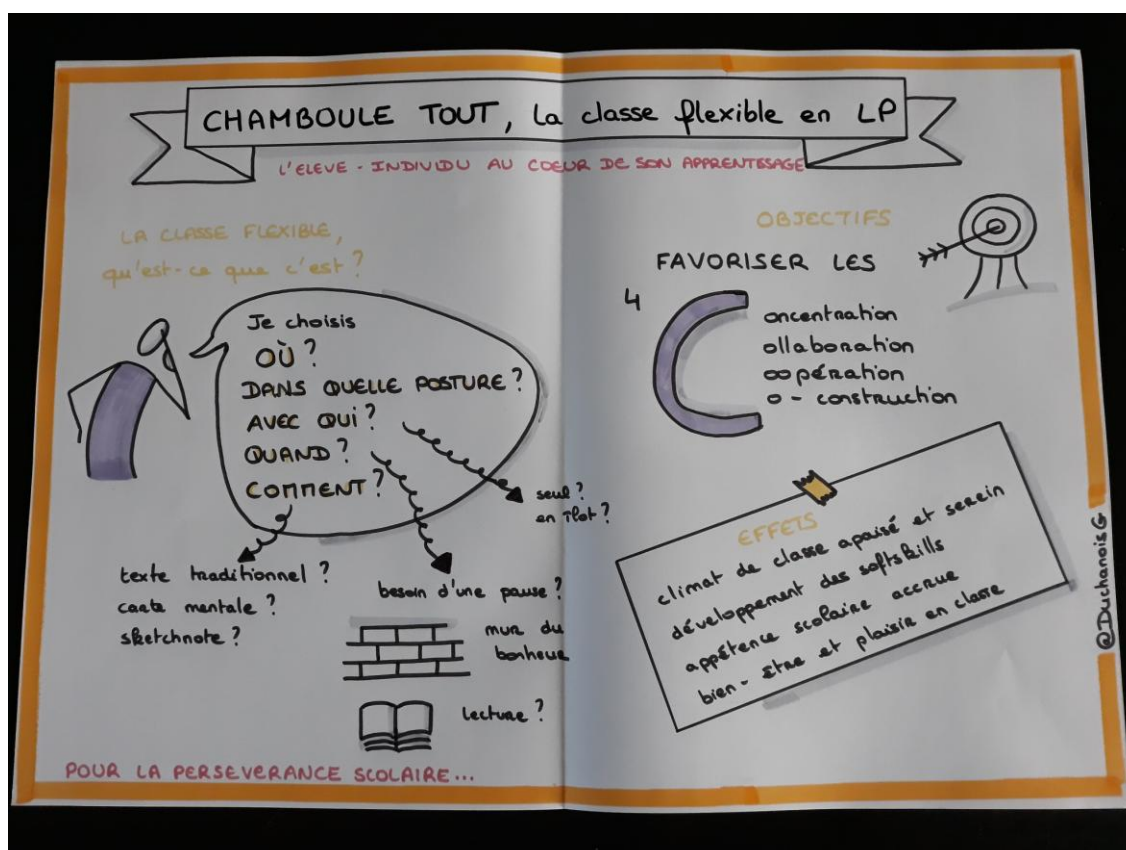 CHAMBOULE TOUT, la classe flexible en LP
L'ELEVE - INDIVIDU AU COEUR DE SON APPRENTISSAGE
LA CLASSE FLEXIBLE,
qu'est-ce que c'est ?
Je choisis
OÙ ?
DANS QUELLE POSTURE ?
AVEC QUI ?
QUAND ?
COMMENT ?
seul ?
en îlot ?
texte traditionnel ?
carte mentale ?
sketchnote ?
besoin d'une pause ?
mur du
bonheur
lecture ?
POUR LA PERSEVERANCE SCOLAIRE...
OBJECTIFS
FAVORISER LES
4 C
oncentration
ollaboration
oopération
o - construction
EFFETS
climat de classe apaisé et serein
développement des softskills
appétence scolaire accrue
bien - être et plaisir en classe
@DuchanoisG